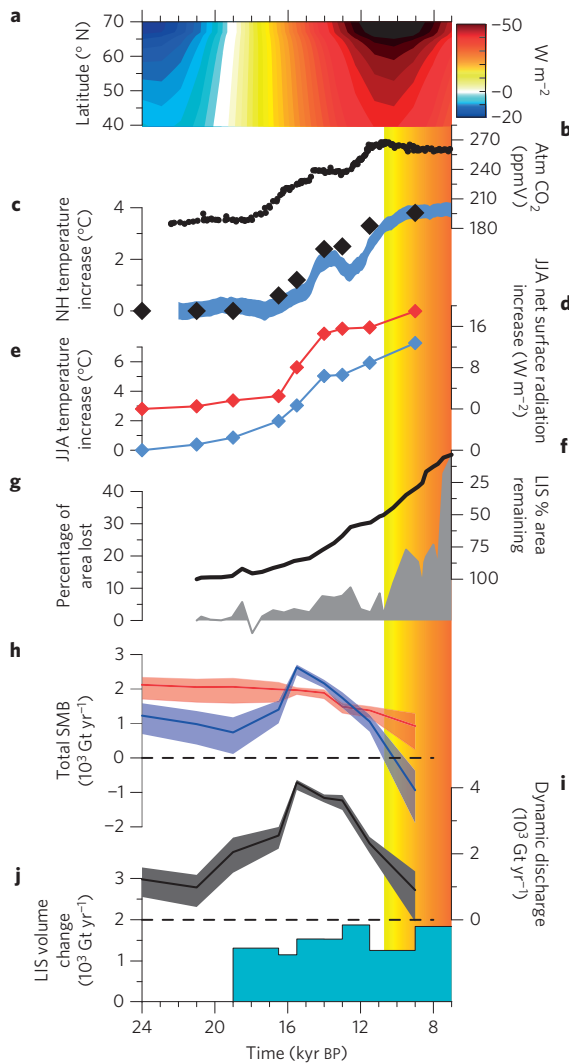 a
70
60
50
40
Latitude (° N)
−50
0
−20
W m−2
b
270
240
210
180
Atm CO2
(ppmV)
c
4
2
0
NH temperature
increase (°C)
d
16
8
0
JJA net surface radiation
increase (W m−2)
e
6
4
2
0
JJA temperature
increase (°C)
0
f
25
50
75
100
LIS % area
remaining
g
40
30
20
10
0
Percentage of
area lost
h
3
2
1
0
−1
−2
Total SMB
(10³ Gt yr−1)
i
4
2
0
Dynamic discharge
(10³ Gt yr−1)
j
3
2
1
0
LIS volume
change
(10³ Gt yr−1)
24
20
16
12
8
Time (kyr BP)